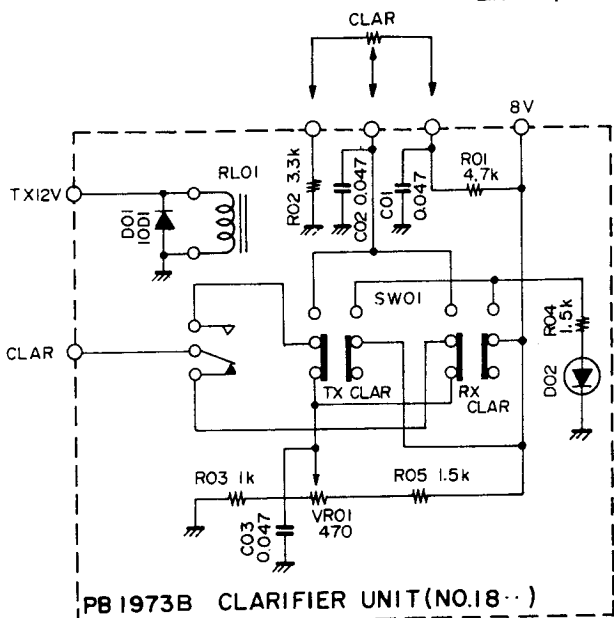 CLAR
8V
TX12V
RL01
D01
10D1
R02 3.3k
C02 0.047
C01
0.047
R01
4.7k
CLAR
SW01
TX CLAR
RX
CLAR
R04
1.5k
D02
R03 1k
R05 1.5k
C03
0.047
VR01
470
PB1973B CLARIFIER UNIT(NO.18··)